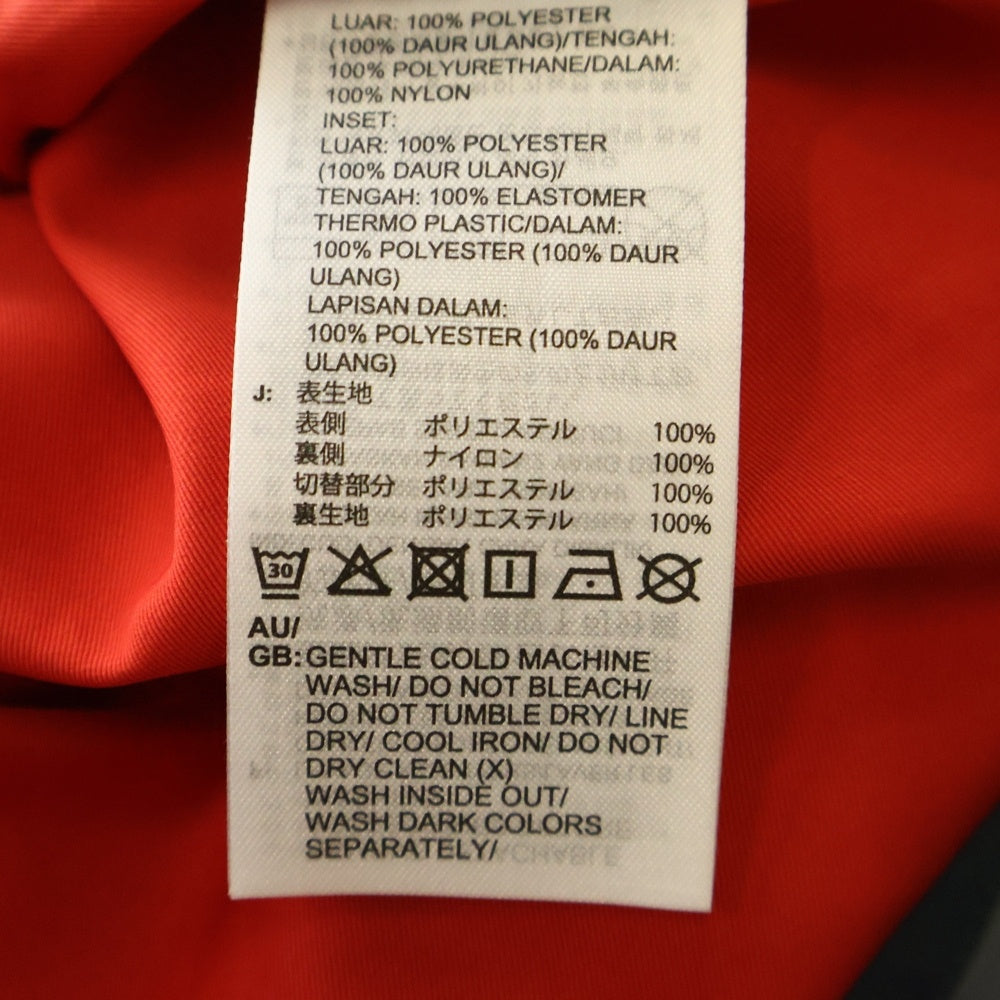 LUAR: 100% POLYESTER
(100% DAUR ULANG)/TENGAH:
100% POLYURETHANE/DALAM:
100% NYLON
INSET:
LUAR: 100% POLYESTER
(100% DAUR ULANG)/
TENGAH: 100% ELASTOMER
THERMO PLASTIC/DALAM:
100% POLYESTER (100% DAUR
ULANG)
LAPISAN DALAM:
100% POLYESTER (100% DAUR
ULANG)
J: 表生地
表側 ポリエステル 100%
裏側 ナイロン 100%
切替部分 ポリエステル 100%
裏生地 ポリエステル 100%
30
AU/
GB: GENTLE COLD MACHINE
WASH/ DO NOT BLEACH/
DO NOT TUMBLE DRY/ LINE
DRY/ COOL IRON/ DO NOT
DRY CLEAN (X)
WASH INSIDE OUT/
WASH DARK COLORS
SEPARATELY/